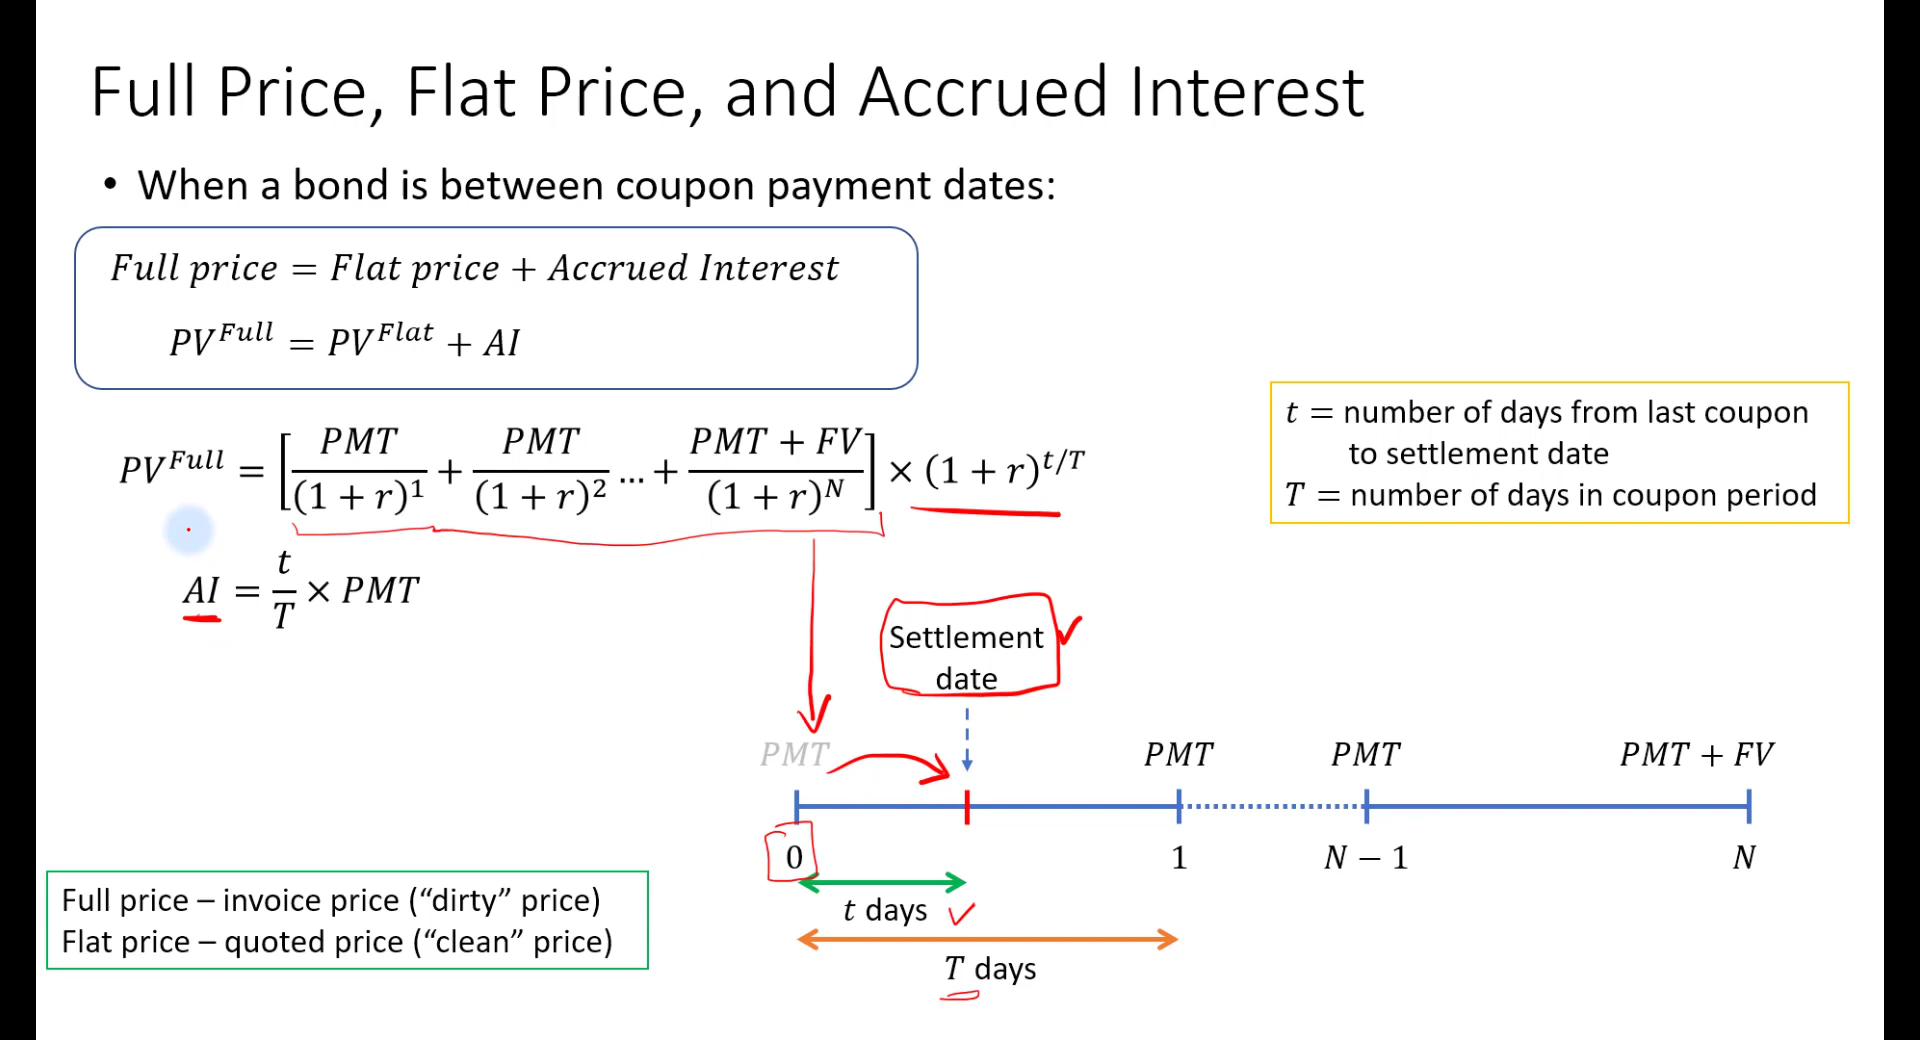 Full Price, Flat Price, and Accrued Interest
• When a bond is between coupon payment dates:
Full price = Flat price + Accrued Interest
PV^Full = PV^Flat + AI
PV^Full = [PMT/(1 + r)^1 + PMT/(1 + r)^2 ... + PMT + FV/(1 + r)^N] × (1 + r)^t/T
t = number of days from last coupon
to settlement date
T = number of days in coupon period
AI = t/T × PMT
Settlement
date
PMT PMT PMT PMT + FV
0 1 N − 1 N
t days
T days
Full price – invoice price (“dirty” price)
Flat price – quoted price (“clean” price)